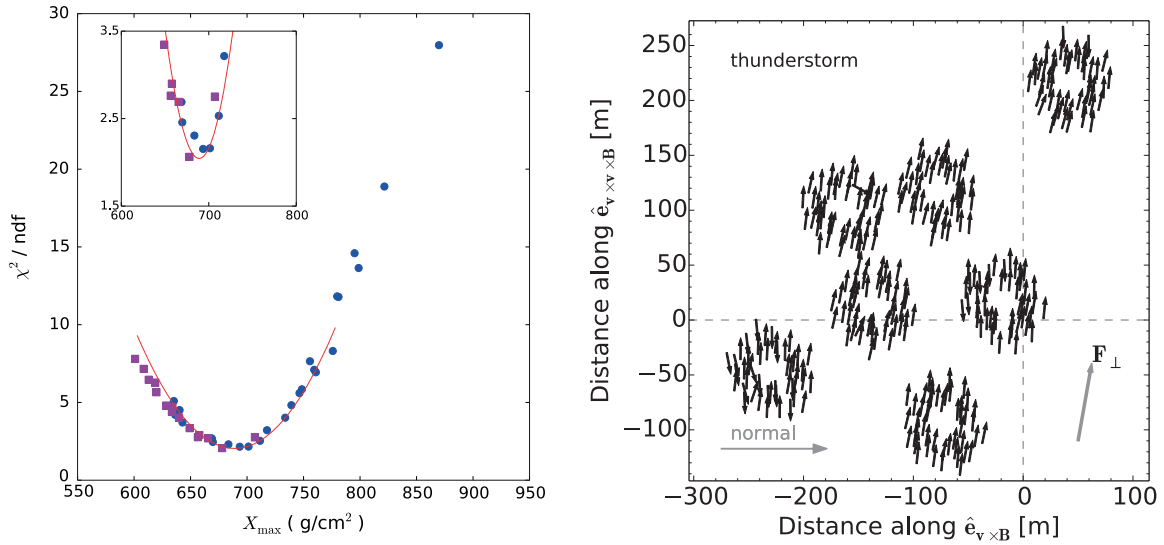 30
25
20
15
10
5
0
χ² / ndf
550 600 650 700 750 800 850 900 950
X_max ( g/cm² )
3.5
2.5
1.5
600 700 800
thunderstorm
250
200
150
100
50
0
−50
−100
Distance along ê_v×v×B [m]
F⊥
normal
−300 −200 −100 0 100
Distance along ê_v×B [m]